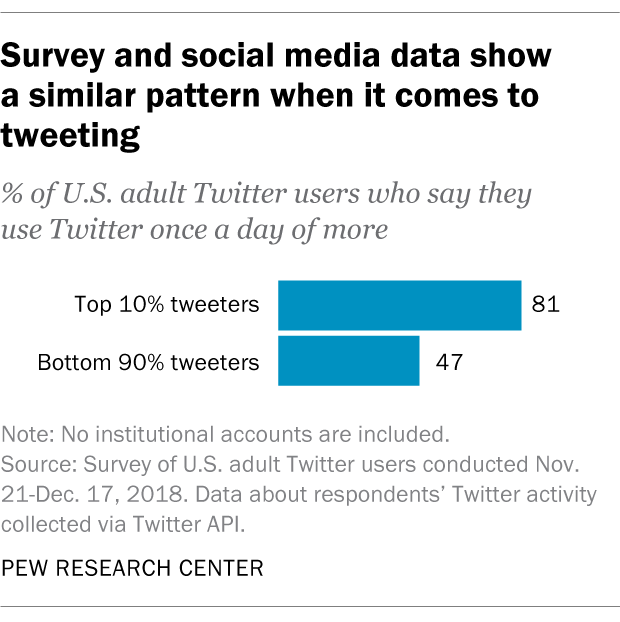 Survey and social media data show
a similar pattern when it comes to
tweeting
% of U.S. adult Twitter users who say they
use Twitter once a day of more
Top 10% tweeters 81
Bottom 90% tweeters 47
Note: No institutional accounts are included.
Source: Survey of U.S. adult Twitter users conducted Nov.
21-Dec. 17, 2018. Data about respondents’ Twitter activity
collected via Twitter API.
PEW RESEARCH CENTER